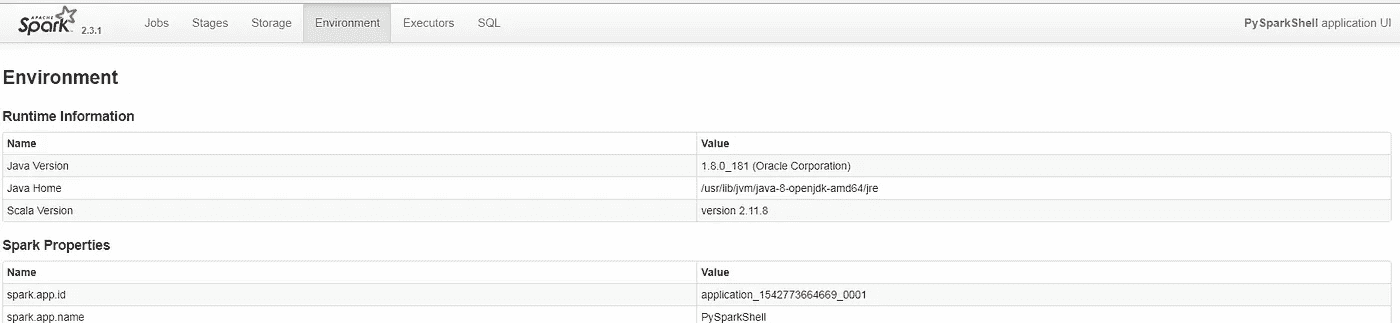 APACHE Spark 2.3.1 Jobs Stages Storage Environment Executors SQL PySparkShell application UI
Environment
Runtime Information
Name Value
Java Version 1.8.0_181 (Oracle Corporation)
Java Home /usr/lib/jvm/java-8-openjdk-amd64/jre
Scala Version version 2.11.8
Spark Properties
Name Value
spark.app.id application_1542773664669_0001
spark.app.name PySparkShell